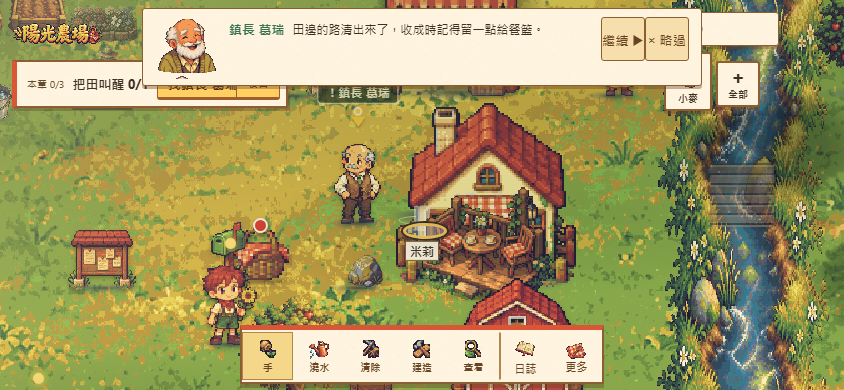 陽光農場
鎮長 葛瑞 田邊的路清出來了，收成時記得留一點給餐籃。
繼續 ▶
× 略過
本章 0/3 把田叫醒 0/
! 鎮長 葛瑞
小麥
+
全部
米莉
手
澆水
清除
建造
查看
日誌
更多